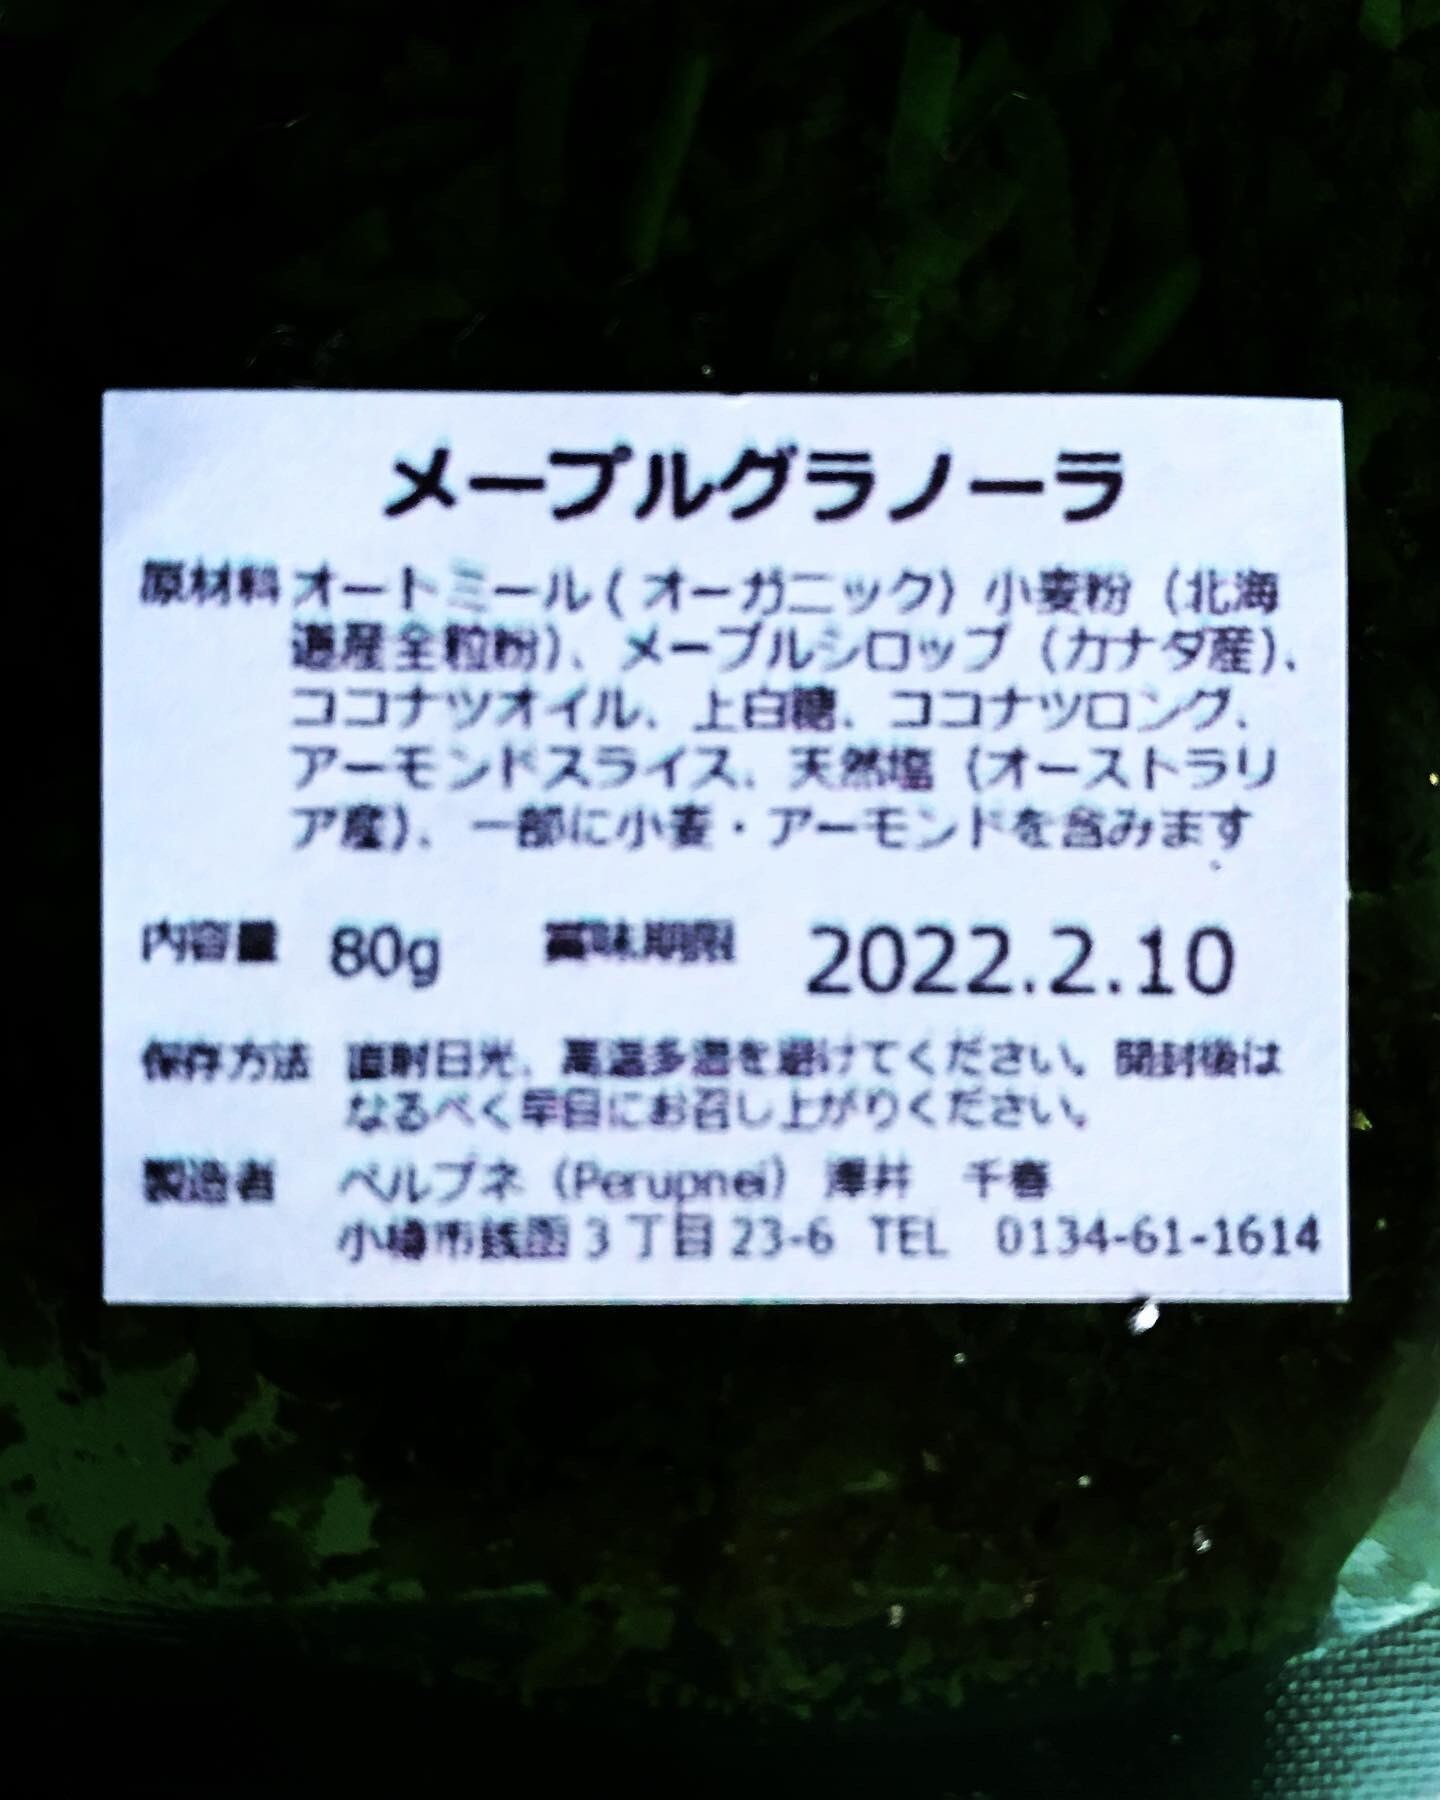 メープルグラノーラ
原材料 オートミール(オーガニック) 小麦粉 (北海
道産全粒粉)、メープルシロップ (カナダ産)、
ココナツオイル、上白糖、ココナツロング、
アーモンドスライス、天然塩 (オーストラリ
ア産)、一部に小麦・アーモンドを含みます
内容量 80g 賞味期限 2022.2.10
保存方法 直射日光、高温多湿を避けてください。開封後は
なるべく早目にお召し上がりください。
製造者 ペルプネ (Perupnei) 澤井 千春
小樽市銭函3丁目23-6 TEL 0134-61-1614